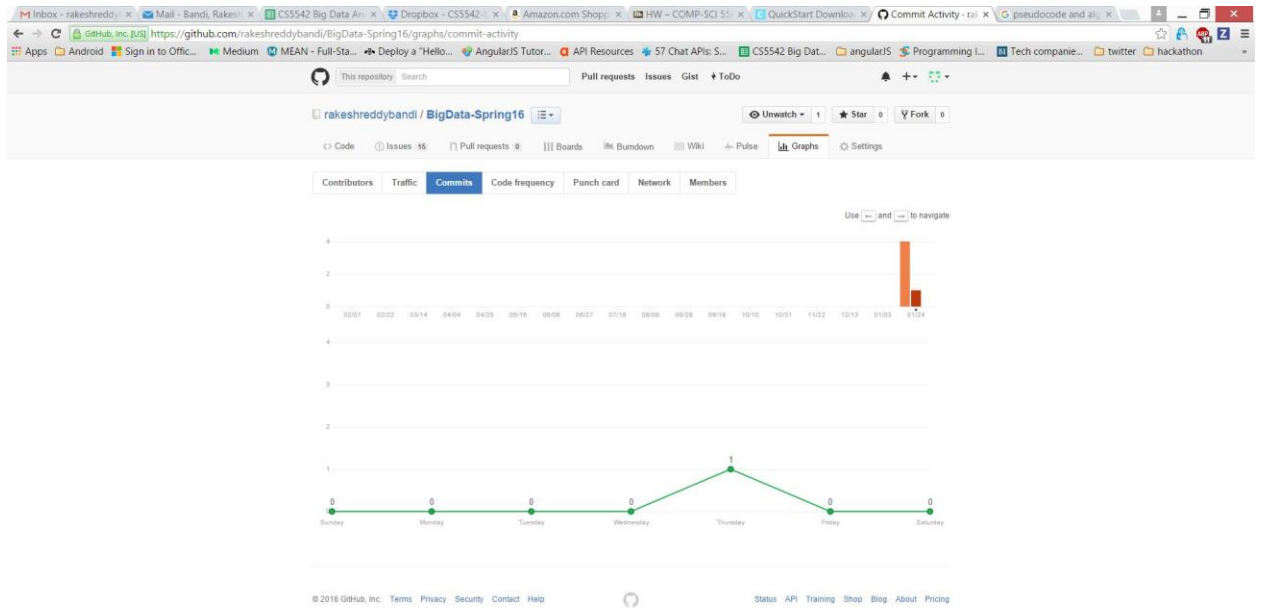 Inbox - rakeshreddy Mail - Bandi, Rakesh CS5542 Big Data An Dropbox - CS5542- Amazon.com Shopp HW – COMP-SCI 55 QuickStart Downloa Commit Activity · ra pseudocode and alg
GitHub, Inc. [US] https://github.com/rakeshreddybandi/BigData-Spring16/graphs/commit-activity
Apps Android Sign in to Offic... Medium MEAN - Full-Sta... Deploy a "Hello... AngularJS Tutor... API Resources 57 Chat APIs: S... CS5542 Big Dat... angularJS Programming l... Tech companie... twitter hackathon
This repository Search Pull requests Issues Gist ToDo
rakeshreddybandi / BigData-Spring16 Unwatch 1 Star 0 Fork 0
Code Issues 16 Pull requests 0 Boards Burndown Wiki Pulse Graphs Settings
Contributors Traffic Commits Code frequency Punch card Network Members
Use ← and → to navigate
4
2
0
02/01 02/22 03/14 04/04 04/25 05/16 06/06 06/27 07/18 08/08 08/29 09/19 10/10 10/31 11/22 12/13 01/03 01/24
4
3
2
1 1
0 0 0 0 0 0
Sunday Monday Tuesday Wednesday Thursday Friday Saturday
© 2016 GitHub, Inc. Terms Privacy Security Contact Help Status API Training Shop Blog About Pricing